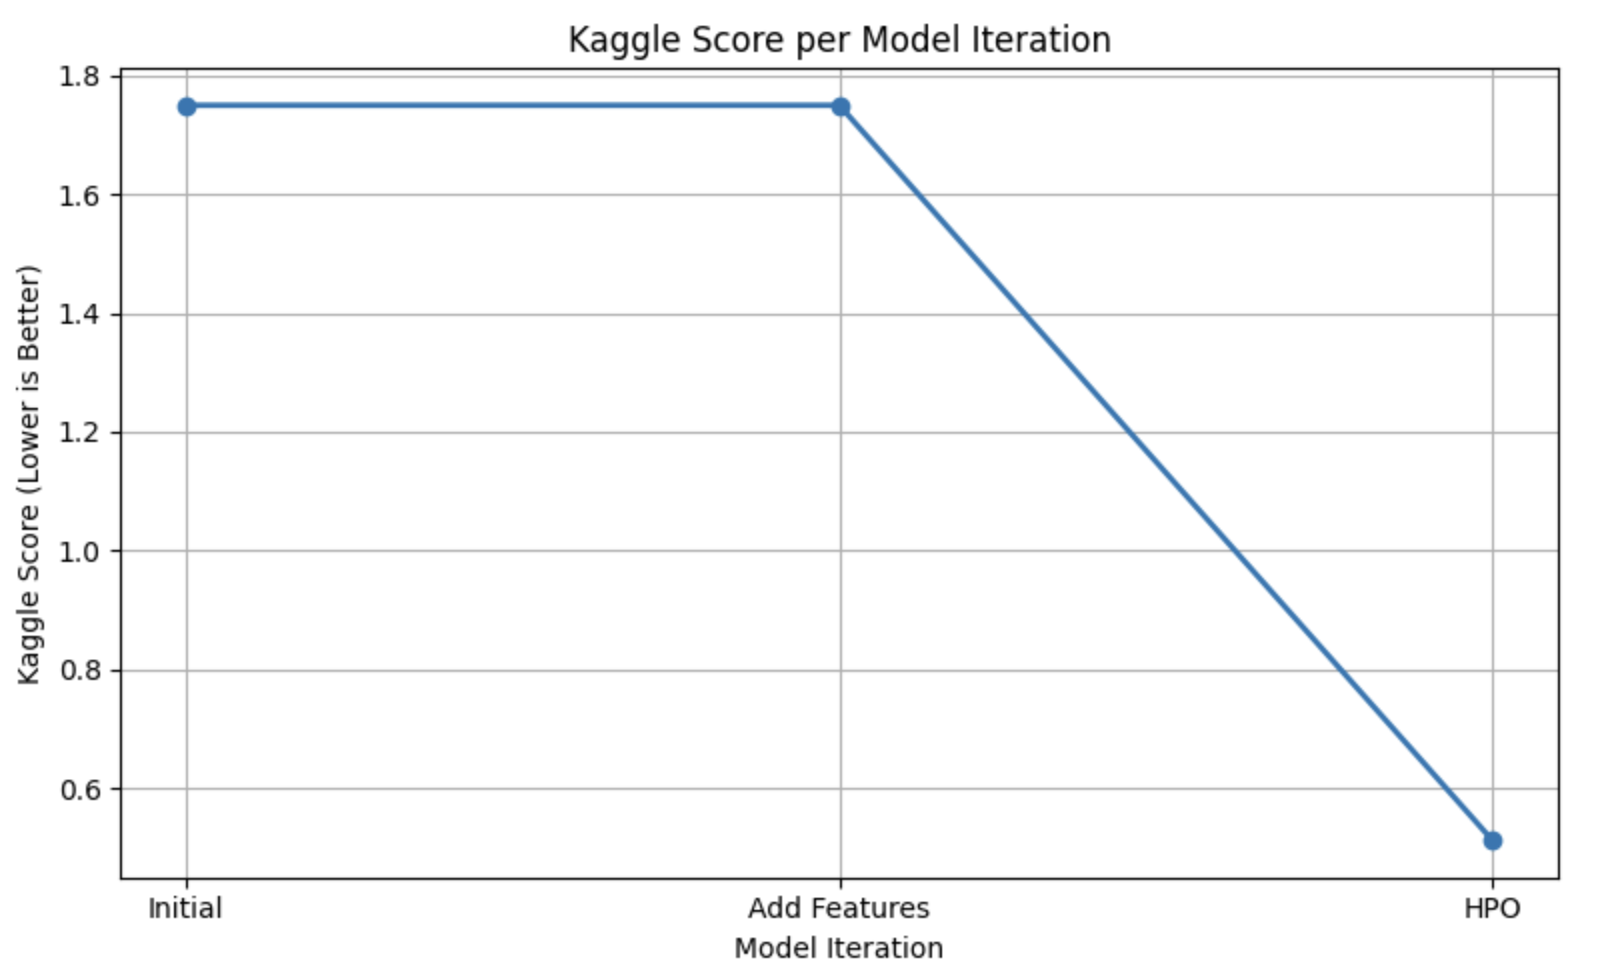 Kaggle Score per Model Iteration
1.8
1.6
1.4
1.2
1.0
0.8
0.6
Kaggle Score (Lower is Better)
Initial
Add Features
HPO
Model Iteration